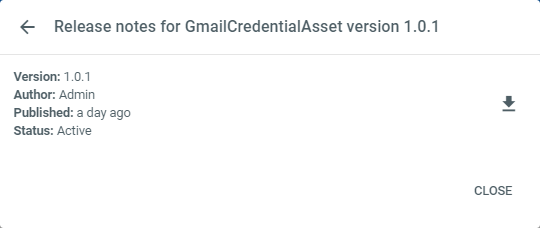 Release notes for GmailCredentialAsset version 1.0.1
Version: 1.0.1
Author: Admin
Published: a day ago
Status: Active
CLOSE